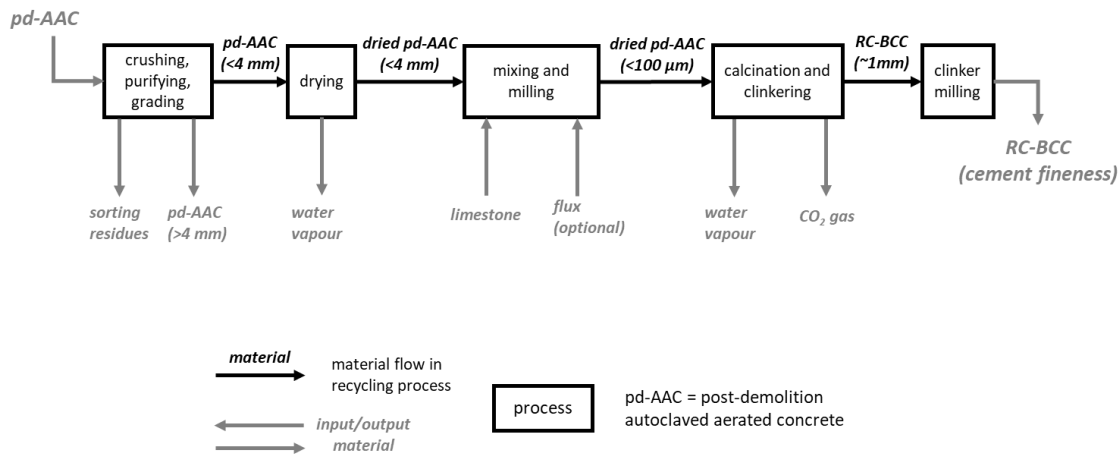 pd-AAC
crushing,
purifying,
grading
pd-AAC
(<4 mm)
drying
dried pd-AAC
(<4 mm)
mixing and
milling
dried pd-AAC
(<100 µm)
calcination and
clinkering
RC-BCC
(~1mm)
clinker
milling
RC-BCC
(cement fineness)
sorting
residues
pd-AAC
(>4 mm)
water
vapour
limestone
flux
(optional)
water
vapour
CO₂ gas
material
material flow in
recycling process
input/output
material
process
pd-AAC = post-demolition
autoclaved aerated concrete